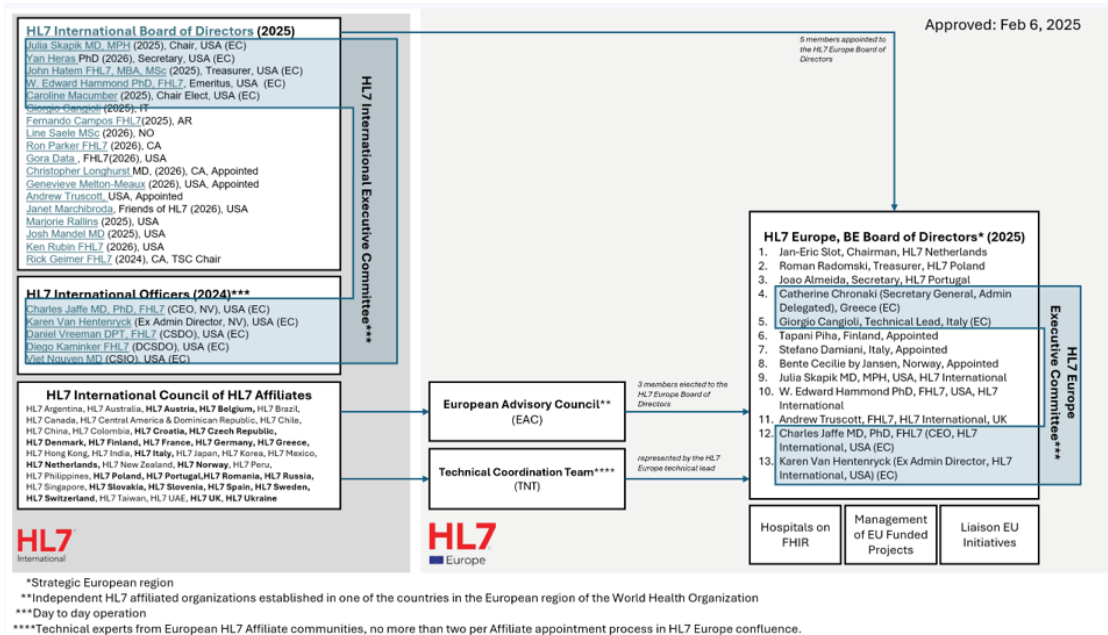 HL7 International Board of Directors (2025)
Julia Skapik MD, MPH (2025), Chair, USA (EC)
Yan Heras PhD (2026), Secretary, USA (EC)
John Hatem FHL7, MBA, MSc (2025), Treasurer, USA (EC)
W. Edward Hammond PhD, FHL7, Emeritus, USA (EC)
Caroline Macumber (2025), Chair Elect, USA (EC)
Giorgio Cangioli (2025), IT
Fernando Campos FHL7(2025), AR
Line Saele MSc (2026), NO
Ron Parker FHL7 (2026), CA
Gora Data , FHL7(2026), USA
Christopher Longhurst MD, (2026), CA, Appointed
Genevieve Melton-Meaux (2026), USA, Appointed
Andrew Truscott, USA, Appointed
Janet Marchibroda, Friends of HL7 (2026), USA
Marjorie Rallins (2025), USA
Josh Mandel MD (2025), USA
Ken Rubin FHL7 (2026), USA
Rick Geimer FHL7 (2024), CA, TSC Chair
HL7 International Officers (2024)***
Charles Jaffe MD, PhD, FHL7 (CEO, NV), USA (EC)
Karen Van Hentenryck (Ex Admin Director, NV), USA (EC)
Daniel Vreeman DPT, FHL7 (CSDO), USA (EC)
Diego Kaminker FHL7 (DCSDO), USA (EC)
Viet Nguyen MD (CSIO), USA (EC)
HL7 International Executive
Committee***
HL7 International Council of HL7 Affiliates
HL7 Argentina, HL7 Australia, HL7 Austria, HL7 Belgium, HL7 Brazil,
HL7 Canada, HL7 Central America & Dominican Republic, HL7 Chile,
HL7 China, HL7 Colombia, HL7 Croatia, HL7 Czech Republic,
HL7 Denmark, HL7 Finland, HL7 France, HL7 Germany, HL7 Greece,
HL7 Hong Kong, HL7 India, HL7 Italy, HL7 Japan, HL7 Korea, HL7 Mexico,
HL7 Netherlands, HL7 New Zealand, HL7 Norway, HL7 Peru,
HL7 Philippines, HL7 Poland, HL7 Portugal,HL7 Romania, HL7 Russia,
HL7 Singapore, HL7 Slovakia, HL7 Slovenia, HL7 Spain, HL7 Sweden,
HL7 Switzerland, HL7 Taiwan, HL7 UAE, HL7 UK, HL7 Ukraine
HL7
International
Approved: Feb 6, 2025
5 members appointed to
the HL7 Europe Board of
Directors
European Advisory Council**
(EAC)
3 members elected to the
HL7 Europe Board of
Directors
Technical Coordination Team****
(TNT)
represented by the HL7
Europe technical lead
HL7
Europe
HL7 Europe, BE Board of Directors* (2025)
1. Jan-Eric Slot, Chairman, HL7 Netherlands
2. Roman Radomski, Treasurer, HL7 Poland
3. Joao Almeida, Secretary, HL7 Portugal
4. Catherine Chronaki (Secretary General, Admin
Delegated), Greece (EC)
5. Giorgio Cangioli, Technical Lead, Italy (EC)
6. Tapani Piha, Finland, Appointed
7. Stefano Damiani, Italy, Appointed
8. Bente Cecilie by Jansen, Norway, Appointed
9. Julia Skapik MD, MPH, USA, HL7 International
10. W. Edward Hammond PhD, FHL7, USA, HL7
International
11. Andrew Truscott, FHL7, HL7 International, UK
12. Charles Jaffe MD, PhD, FHL7 (CEO, HL7
International, USA) (EC)
13. Karen Van Hentenryck (Ex Admin Director, HL7
International, USA) (EC)
HL7 Europe
Executive
Committee***
Hospitals on
FHIR
Management
of EU Funded
Projects
Liaison EU
Initiatives
*Strategic European region
**Independent HL7 affiliated organizations established in one of the countries in the European region of the World Health Organization
***Day to day operation
****Technical experts from European HL7 Affiliate communities, no more than two per Affiliate appointment process in HL7 Europe confluence.